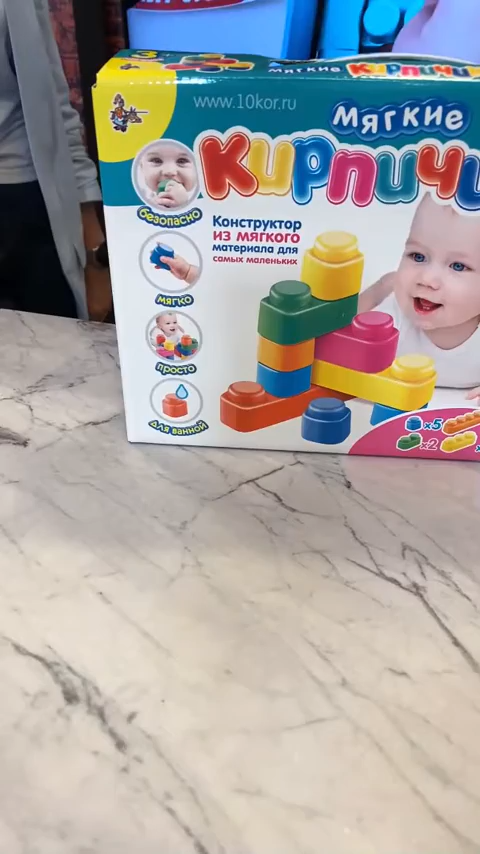 3+
мягкие Кирпичи
www.10kor.ru
мягкие
Кирпичи
Конструктор
из мягкого
материала для
самых маленьких
безопасно
мягко
просто
для ванной
x5
x2